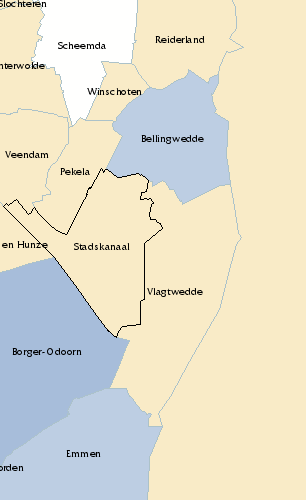 Slochteren
Scheemda
Reiderland
nterwolde
Winschoten
Bellingwedde
Veendam
Pekela
en Hunze
Stadskanaal
Vlagtwedde
Borger-Odoorn
Emmen
orden